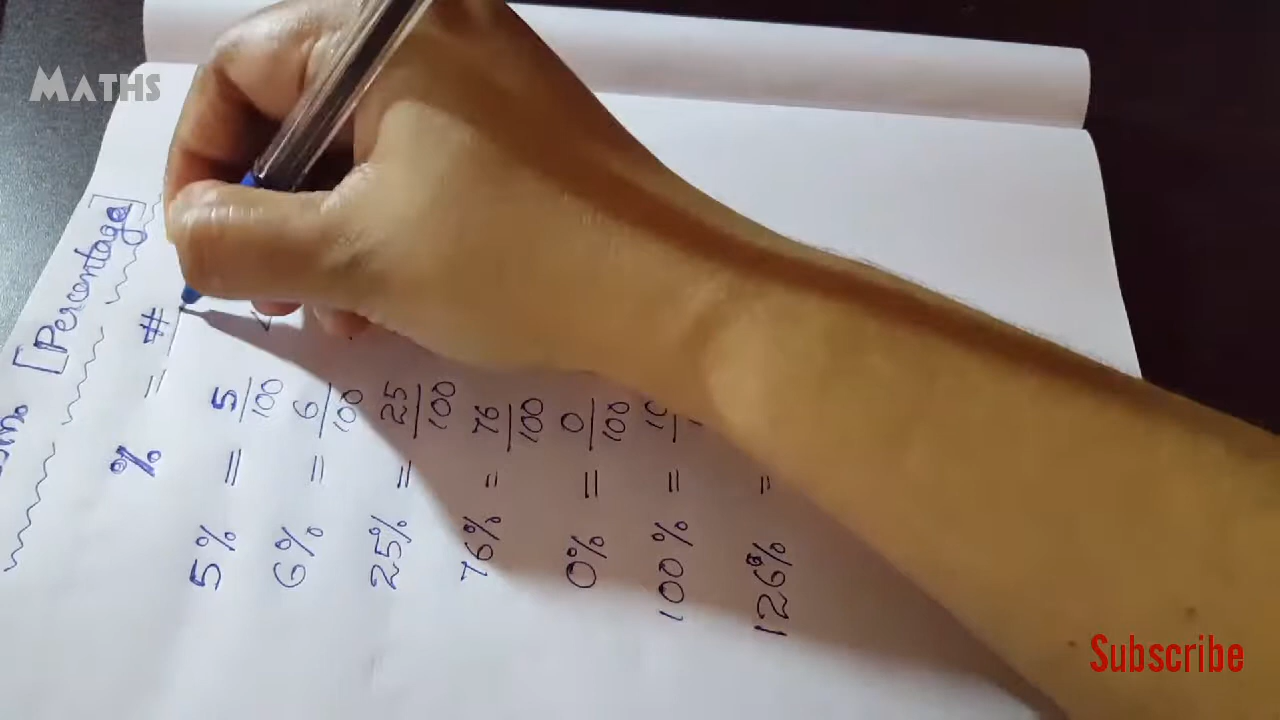 MATHS
[Percentage]
% = #
5% = 5/100
6% = 6/100
25% = 25/100
76% = 76/100
0% = 0/100
100% =
126% =
Subscribe